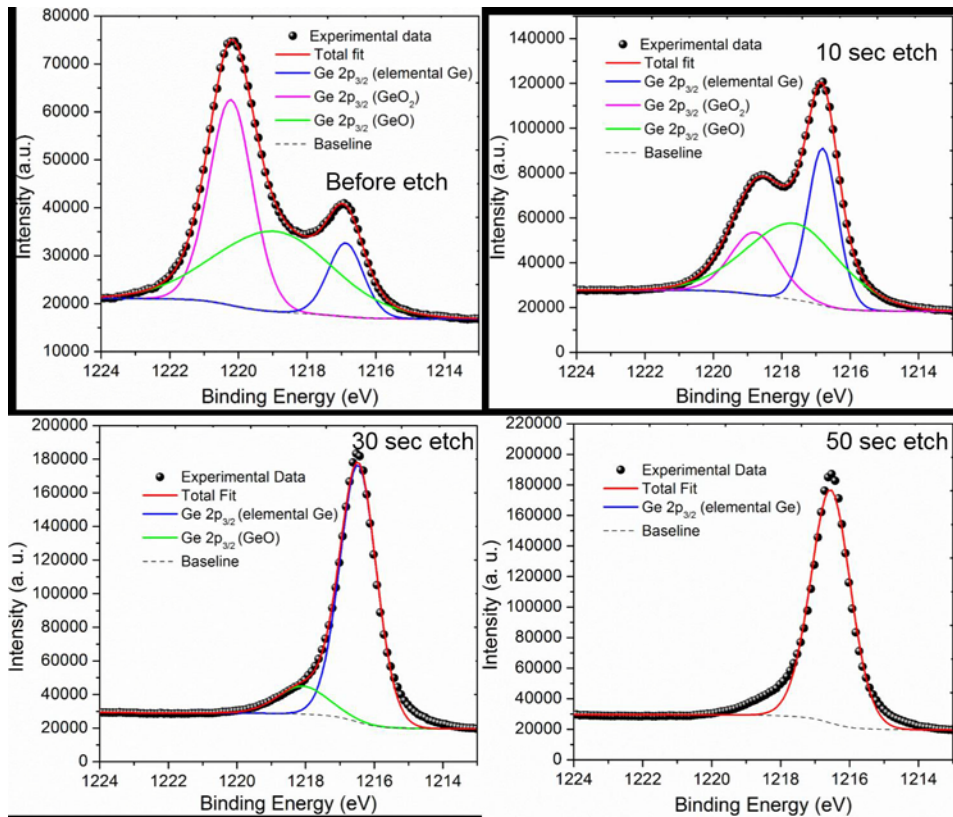 80000
70000
60000
50000
40000
30000
20000
10000
Intensity (a.u.)
Experimental data
Total fit
Ge 2p3/2 (elemental Ge)
Ge 2p3/2 (GeO2)
Ge 2p3/2 (GeO)
Baseline
Before etch
1224 1222 1220 1218 1216 1214
Binding Energy (eV)
140000
120000
100000
80000
60000
40000
20000
0
Intensity (a.u.)
Experimental data
Total fit
Ge 2p3/2 (elemental Ge)
Ge 2p3/2 (GeO2)
Ge 2p3/2 (GeO)
Baseline
10 sec etch
1224 1222 1220 1218 1216 1214
Binding Energy (eV)
200000
180000
160000
140000
120000
100000
80000
60000
40000
20000
0
Intensity (a. u.)
30 sec etch
Experimental Data
Total Fit
Ge 2p3/2 (elemental Ge)
Ge 2p3/2 (GeO)
Baseline
1224 1222 1220 1218 1216 1214
Binding Energy (eV)
220000
200000
180000
160000
140000
120000
100000
80000
60000
40000
20000
0
Intensity (a. u.)
50 sec etch
Experimental Data
Total Fit
Ge 2p3/2 (elemental Ge)
Baseline
1224 1222 1220 1218 1216 1214
Binding Energy (eV)